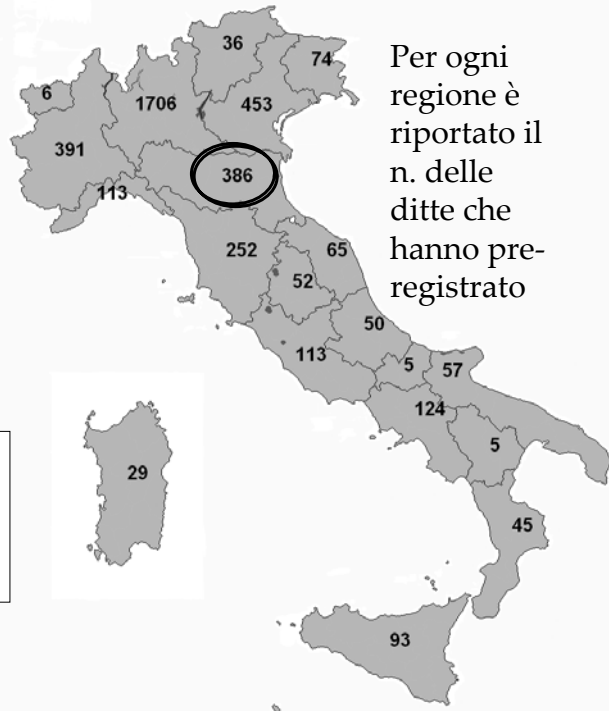 36
74
6
1706
453
391
386
113
252
65
52
50
113
5
57
124
5
29
45
93
Per ogni
regione è
riportato il
n. delle
ditte che
hanno pre-
registrato